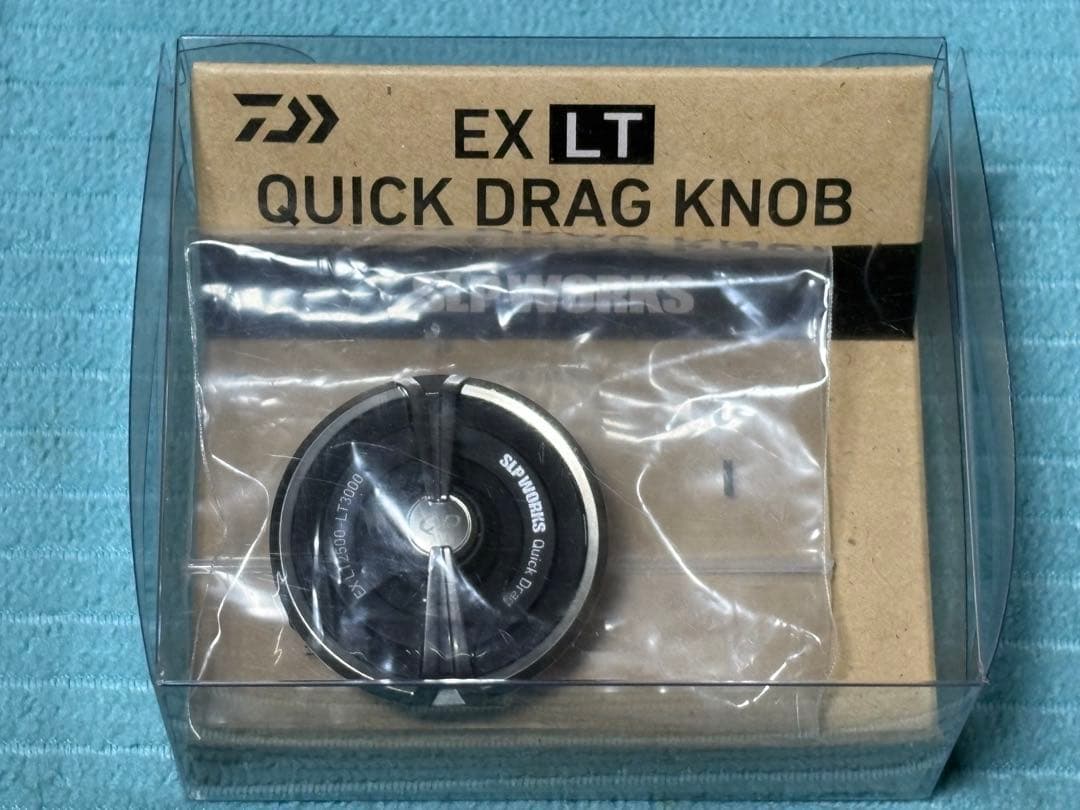 EX LT
QUICK DRAG KNOB
SLP WORKS
EX LT2500-LT3000
SLPWORKS Quick Drag